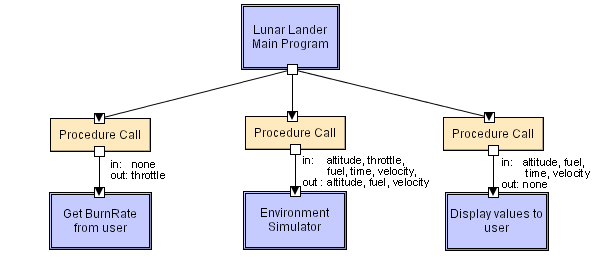 Lunar Lander
Main Program
Procedure Call
Procedure Call
Procedure Call
in: none
out: throttle
in: altitude, throttle,
fuel, time, velocity,
out: altitude, fuel, velocity
in: altitude, fuel,
time, velocity
out: none
Get BurnRate
from user
Environment
Simulator
Display values to
user